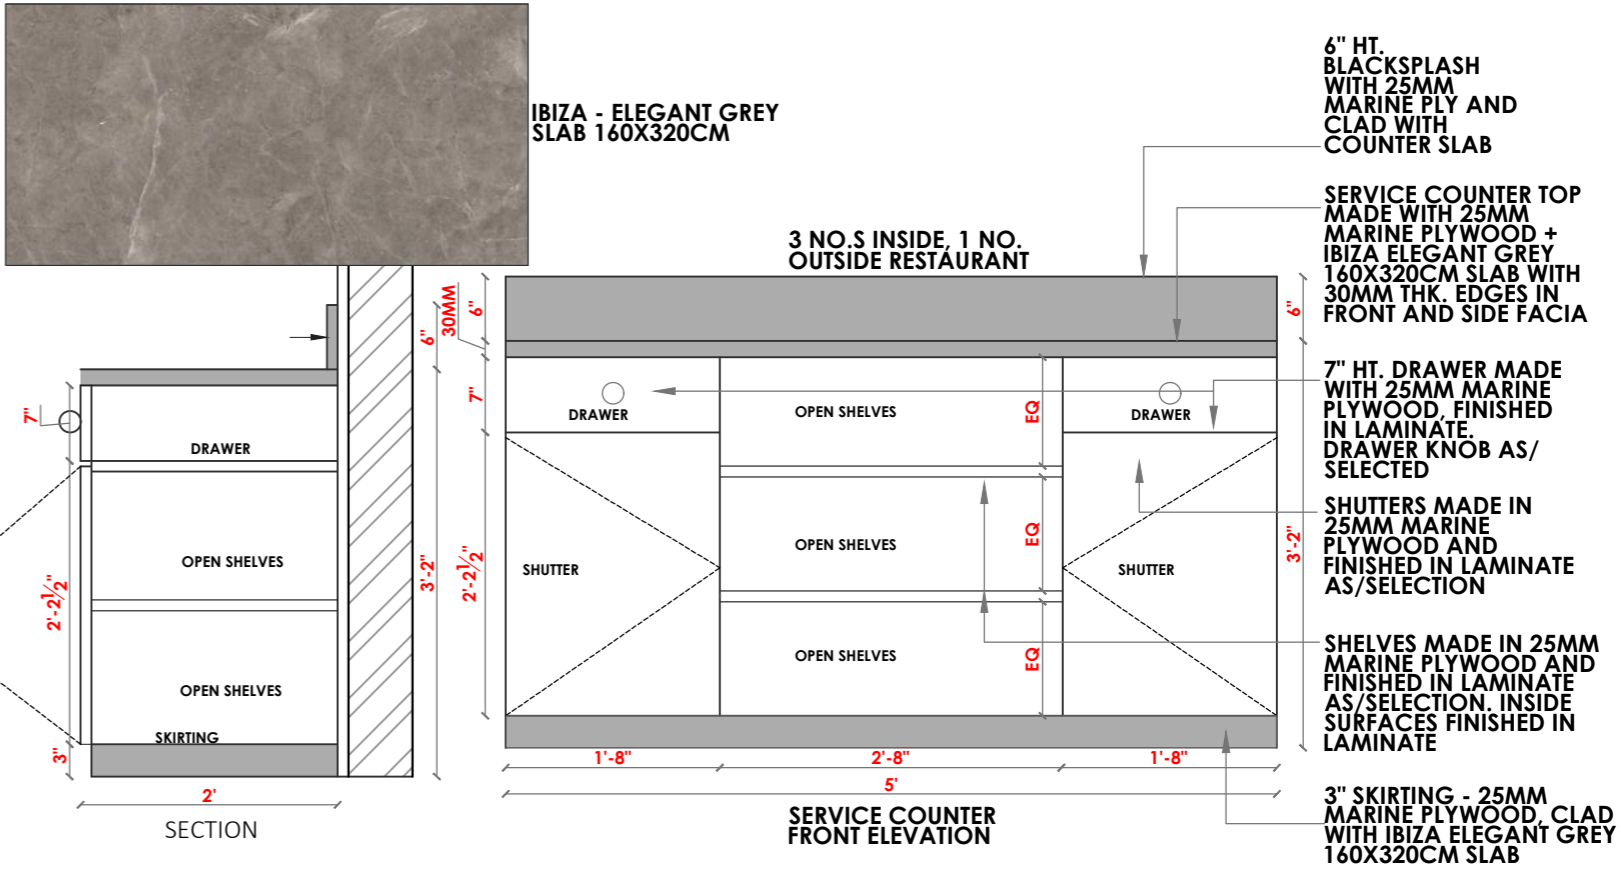 IBIZA - ELEGANT GREY
SLAB 160X320CM
3 NO.S INSIDE, 1 NO.
OUTSIDE RESTAURANT
6" HT.
BLACKSPLASH
WITH 25MM
MARINE PLY AND
CLAD WITH
COUNTER SLAB
SERVICE COUNTER TOP
MADE WITH 25MM
MARINE PLYWOOD +
IBIZA ELEGANT GREY
160X320CM SLAB WITH
30MM THK. EDGES IN
FRONT AND SIDE FACIA
7" HT. DRAWER MADE
WITH 25MM MARINE
PLYWOOD, FINISHED
IN LAMINATE.
DRAWER KNOB AS/
SELECTED
SHUTTERS MADE IN
25MM MARINE
PLYWOOD AND
FINISHED IN LAMINATE
AS/SELECTION
SHELVES MADE IN 25MM
MARINE PLYWOOD AND
FINISHED IN LAMINATE
AS/SELECTION. INSIDE
SURFACES FINISHED IN
LAMINATE
3" SKIRTING - 25MM
MARINE PLYWOOD, CLAD
WITH IBIZA ELEGANT GREY
160X320CM SLAB
7"
2'-2½"
3"
DRAWER
OPEN SHELVES
OPEN SHELVES
SKIRTING
2'
SECTION
6"
3'-2"
30MM
6"
7"
2'-2½"
DRAWER
SHUTTER
OPEN SHELVES
OPEN SHELVES
OPEN SHELVES
EQ
EQ
EQ
DRAWER
SHUTTER
6"
3'-2"
1'-8"
2'-8"
1'-8"
5'
SERVICE COUNTER
FRONT ELEVATION